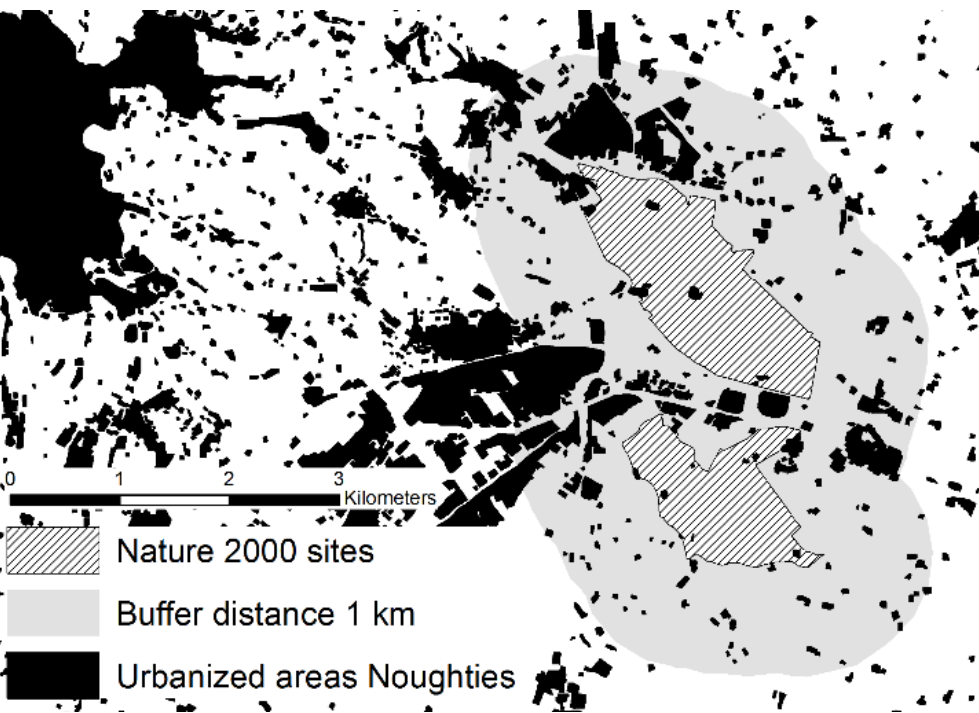 0 1 2 3
Kilometers
Nature 2000 sites
Buffer distance 1 km
Urbanized areas Noughties